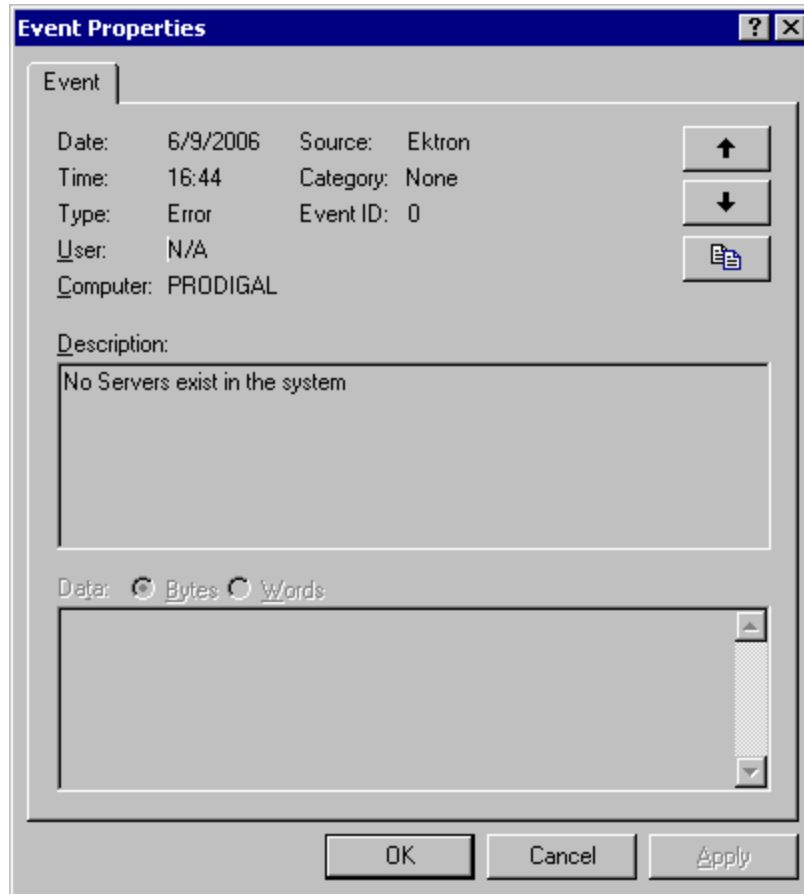 Event Properties
Event
Date: 6/9/2006 Source: Ektron
Time: 16:44 Category: None
Type: Error Event ID: 0
User: N/A
Computer: PRODIGAL
Description:
No Servers exist in the system
Data: Bytes Words
OK Cancel Apply